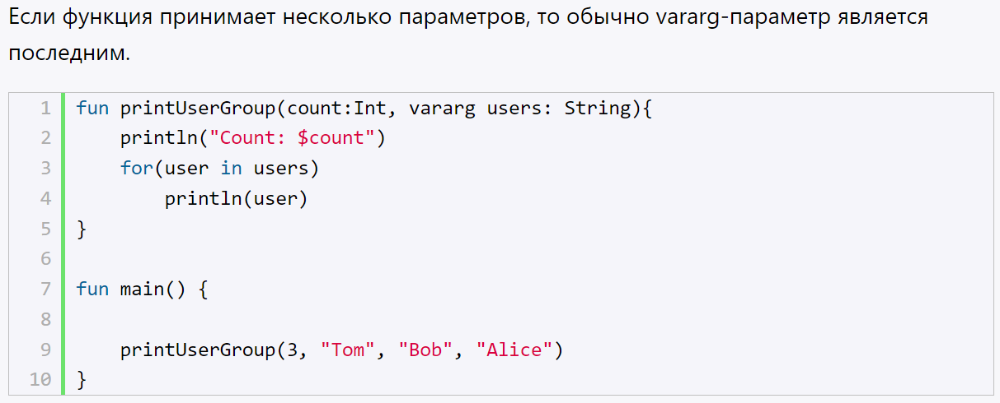 Если функция принимает несколько параметров, то обычно vararg-параметр является
последним.
1 fun printUserGroup(count:Int, vararg users: String){
2     println("Count: $count")
3     for(user in users)
4         println(user)
5 }
6
7 fun main() {
8
9     printUserGroup(3, "Tom", "Bob", "Alice")
10 }